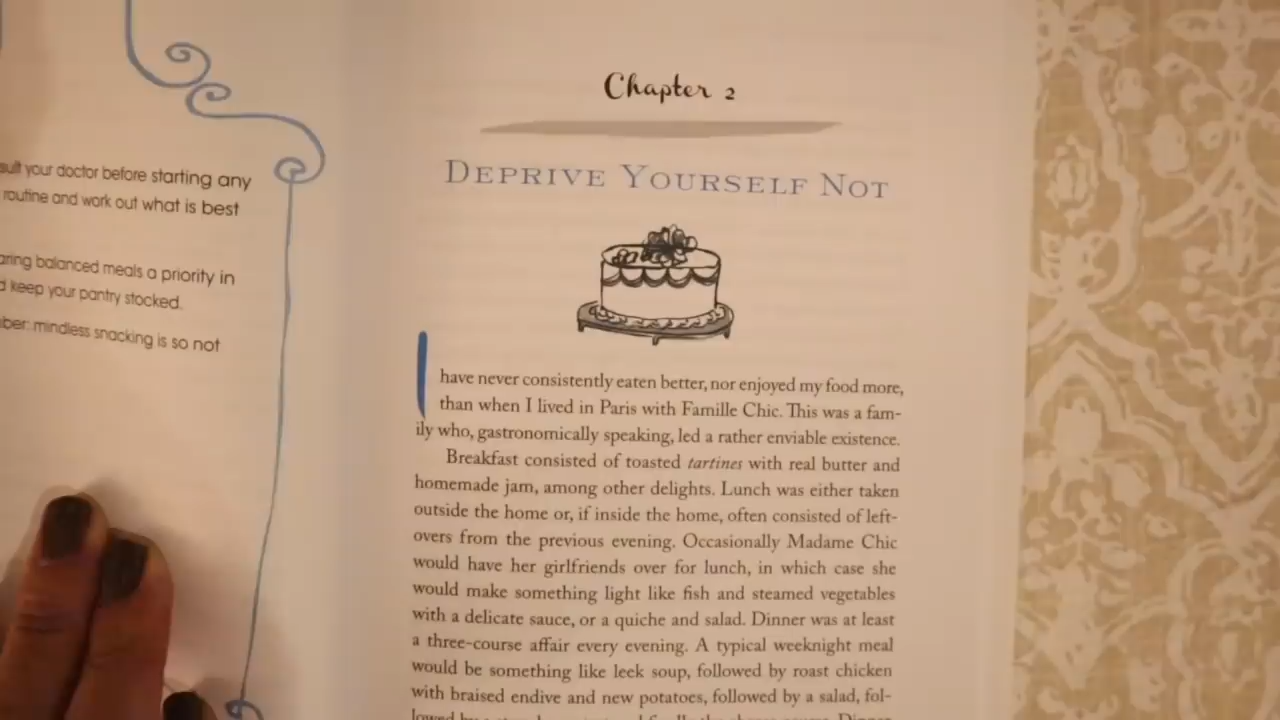 sult your doctor before starting any
routine and work out what is best
aring balanced meals a priority in
d keep your pantry stocked.
ber: mindless snacking is so not
Chapter 2
DEPRIVE YOURSELF NOT
I have never consistently eaten better, nor enjoyed my food more,
than when I lived in Paris with Famille Chic. This was a fam-
ily who, gastronomically speaking, led a rather enviable existence.
Breakfast consisted of toasted tartines with real butter and
homemade jam, among other delights. Lunch was either taken
outside the home or, if inside the home, often consisted of left-
overs from the previous evening. Occasionally Madame Chic
would have her girlfriends over for lunch, in which case she
would make something light like fish and steamed vegetables
with a delicate sauce, or a quiche and salad. Dinner was at least
a three-course affair every evening. A typical weeknight meal
would be something like leek soup, followed by roast chicken
with braised endive and new potatoes, followed by a salad, fol-